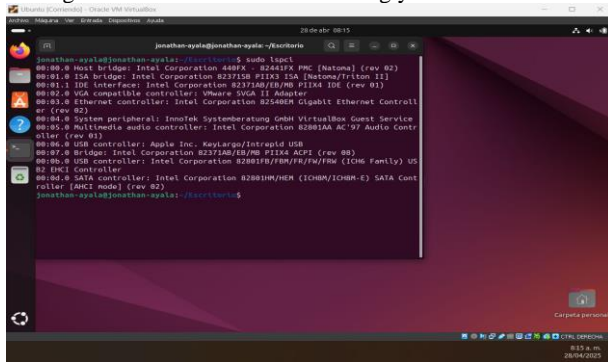 Ubuntu [Corriendo] - Oracle VM VirtualBox
Archivo Máquina Ver Entrada Dispositivos Ayuda
28 de abr 08:15
jonathan-ayala@jonathan-ayala: ~/Escritorio
jonathan-ayala@jonathan-ayala:~/Escritorio$ sudo lspci
00:00.0 Host bridge: Intel Corporation 440FX - 82441FX PMC [Natoma] (rev 02)
00:01.0 ISA bridge: Intel Corporation 82371SB PIIX3 ISA [Natoma/Triton II]
00:01.1 IDE interface: Intel Corporation 82371AB/EB/MB PIIX4 IDE (rev 01)
00:02.0 VGA compatible controller: VMware SVGA II Adapter
00:03.0 Ethernet controller: Intel Corporation 82540EM Gigabit Ethernet Controll
er (rev 02)
00:04.0 System peripheral: InnoTek Systemberatung GmbH VirtualBox Guest Service
00:05.0 Multimedia audio controller: Intel Corporation 82801AA AC'97 Audio Contr
oller (rev 01)
00:06.0 USB controller: Apple Inc. KeyLargo/Intrepid USB
00:07.0 Bridge: Intel Corporation 82371AB/EB/MB PIIX4 ACPI (rev 08)
00:0b.0 USB controller: Intel Corporation 82801FB/FBM/FR/FW/FRW (ICH6 Family) US
B2 EHCI Controller
00:0d.0 SATA controller: Intel Corporation 82801HM/HEM (ICH8M/ICH8M-E) SATA Cont
roller [AHCI mode] (rev 02)
jonathan-ayala@jonathan-ayala:~/Escritorio$
Carpeta personal
CTRL DERECHA
8:15 a. m.
28/04/2025